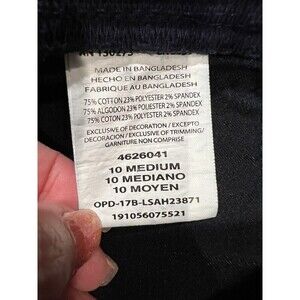 MADE IN BANGLADESH
HECHO EN BANGLADESH
FABRIQUE AU BANGLADESH
75% COTTON 23% POLYESTER 2% SPANDEX
75% ALGODON 23% POLYESTER 2% SPANDEX
75% COTON 23% POLYESTER 2% SPANDEX
EXCLUSIVE OF DECORATION / EXCEPTO
DECORACION / EXCLUSIVE OF TRIMMING/
GARNITURE NON COMPRISE
4626041
10 MEDIUM
10 MEDIANO
10 MOYEN
OPD-17B-LSAH23871
191056075521